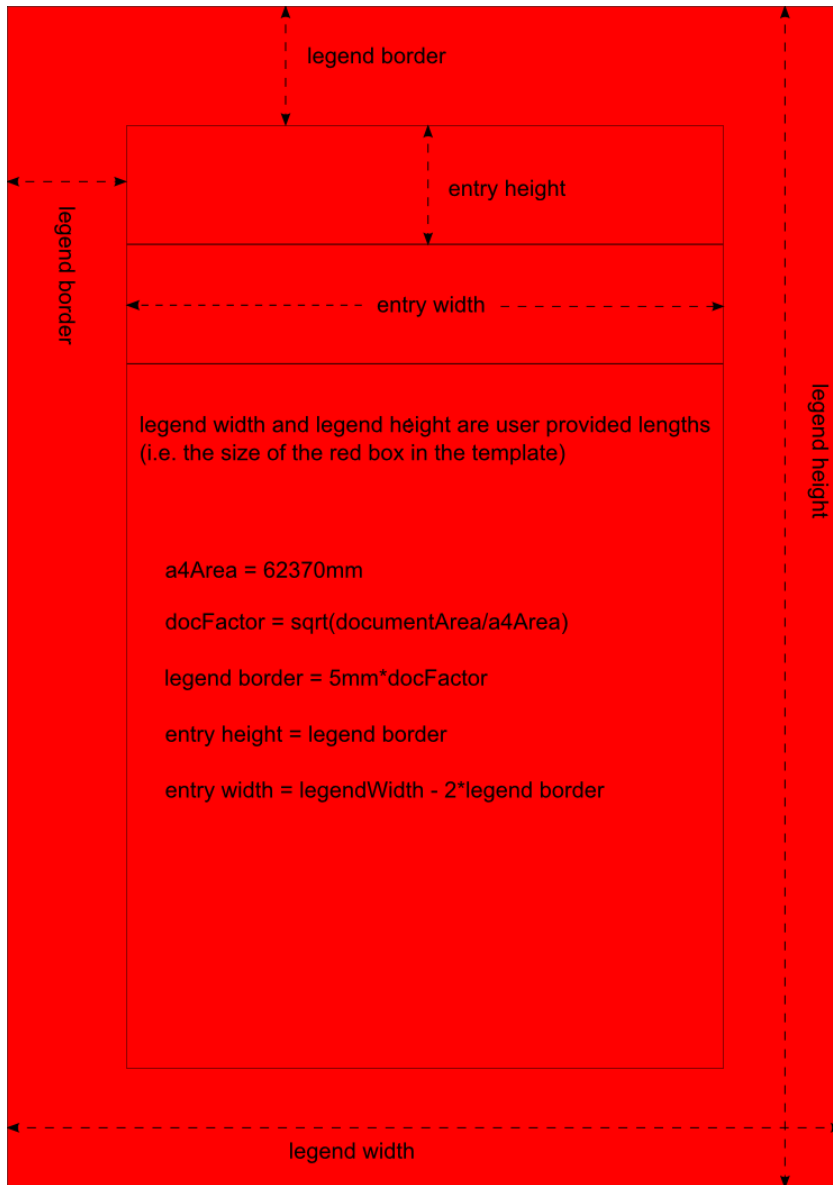 legend border
entry height
legend border
entry width
legend height
legend width and legend height are user provided lengths
(i.e. the size of the red box in the template)
a4Area = 62370mm
docFactor = sqrt(documentArea/a4Area)
legend border = 5mm*docFactor
entry height = legend border
entry width = legendWidth - 2*legend border
legend width